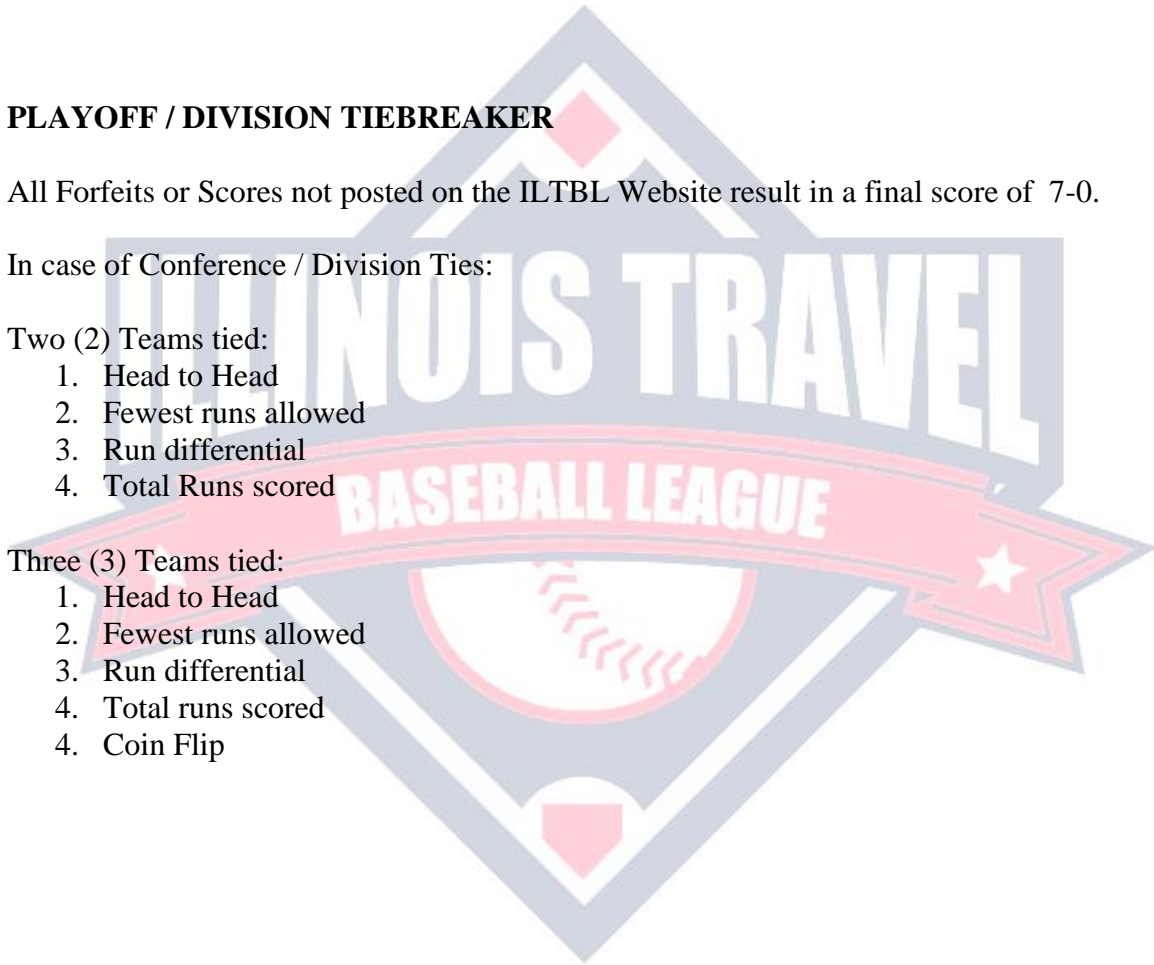 PLAYOFF / DIVISION TIEBREAKER
All Forfeits or Scores not posted on the ILTBL Website result in a final score of 7-0.
In case of Conference / Division Ties:
Two (2) Teams tied:
1. Head to Head
2. Fewest runs allowed
3. Run differential
4. Total Runs scored
Three (3) Teams tied:
1. Head to Head
2. Fewest runs allowed
3. Run differential
4. Total runs scored
4. Coin Flip
ILLINOIS TRAVEL
BASEBALL LEAGUE